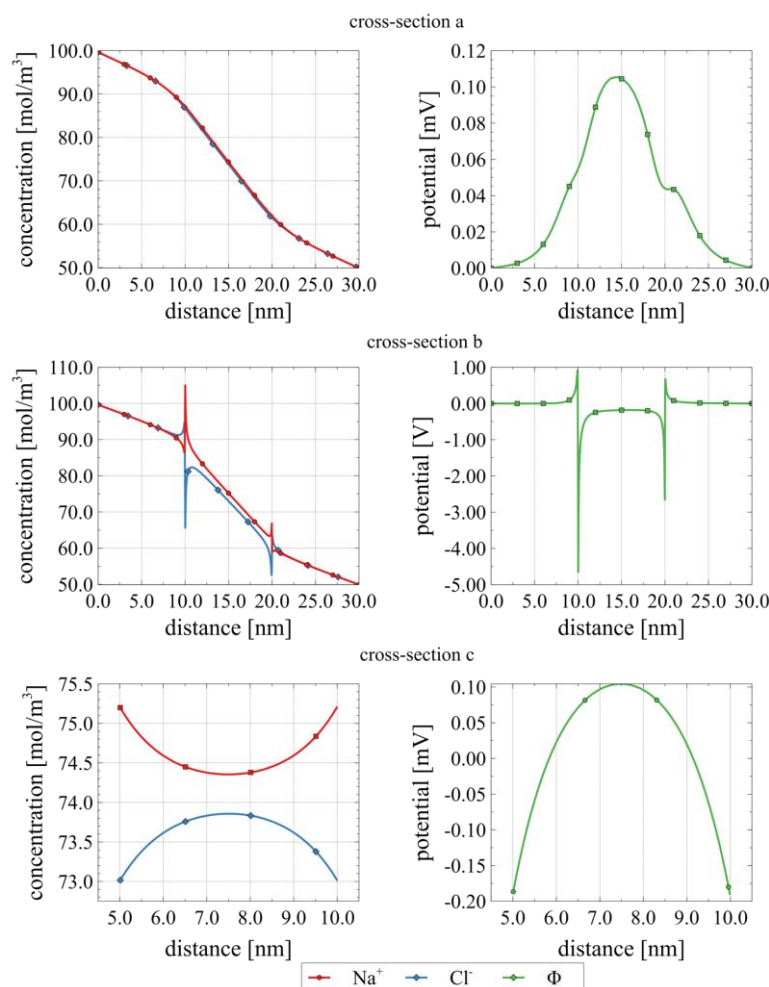 cross-section a
concentration [mol/m³]
100.0
90.0
80.0
70.0
60.0
50.0
0.0 5.0 10.0 15.0 20.0 25.0 30.0
distance [nm]
potential [mV]
0.12
0.10
0.08
0.06
0.04
0.02
0.00
0.0 5.0 10.0 15.0 20.0 25.0 30.0
distance [nm]
cross-section b
concentration [mol/m³]
110.0
100.0
90.0
80.0
70.0
60.0
50.0
0.0 5.0 10.0 15.0 20.0 25.0 30.0
distance [nm]
potential [V]
1.00
0.00
-1.00
-2.00
-3.00
-4.00
-5.00
0.0 5.0 10.0 15.0 20.0 25.0 30.0
distance [nm]
cross-section c
concentration [mol/m³]
75.5
75.0
74.5
74.0
73.5
73.0
5.0 6.0 7.0 8.0 9.0 10.0
distance [nm]
potential [mV]
0.10
0.05
0.00
-0.05
-0.10
-0.15
-0.20
5.0 6.0 7.0 8.0 9.0 10.0
distance [nm]
Na⁺ Cl⁻ Φ